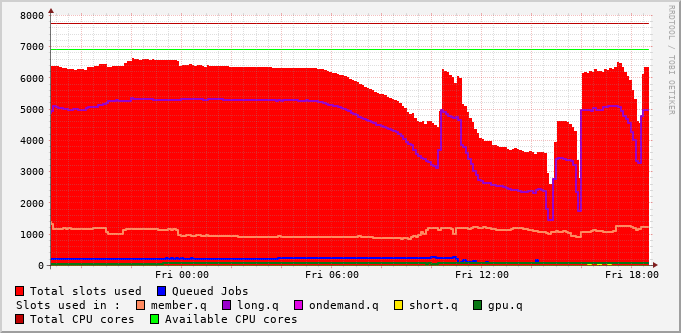 8000
7000
6000
5000
4000
3000
2000
1000
0
Fri 00:00 Fri 06:00 Fri 12:00 Fri 18:00
RRDTOOL / TOBI OETIKER
Total slots used Queued Jobs
Slots used in : member.q long.q ondemand.q short.q gpu.q
Total CPU cores Available CPU cores